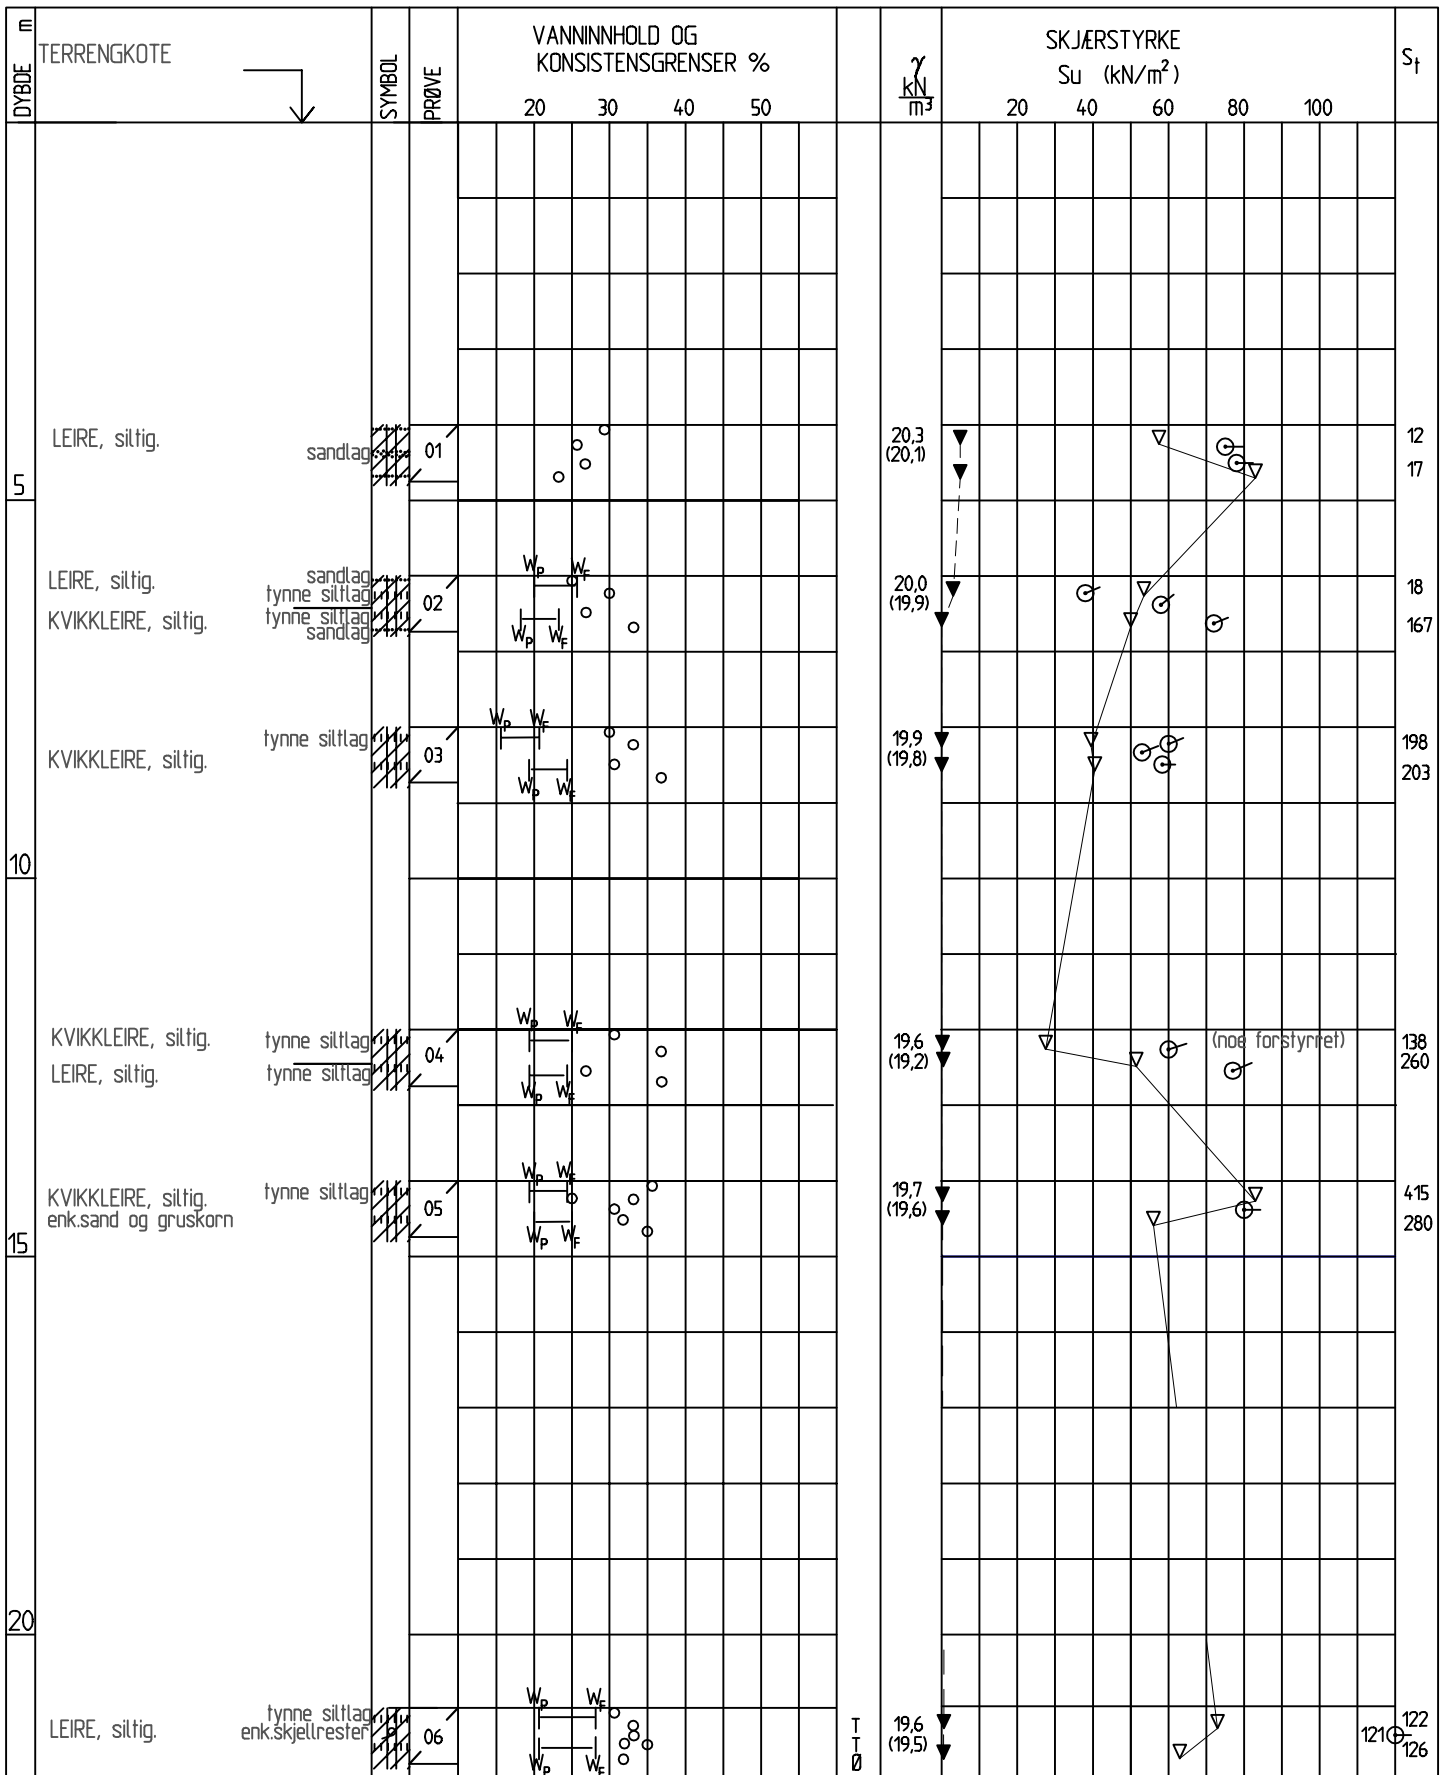 DYBDE m
TERRENGKOTE
SYMBOL
PRØVE
VANNINNHOLD OG
KONSISTENSGRENSER %
20 30 40 50
γ
kN
m³
SKJÆRSTYRKE
Su (kN/m²)
20 40 60 80 100
St
LEIRE, siltig.
sandlag
01
20,3
(20,1)
12
17
5
LEIRE, siltig.
sandlag
tynne siltlag
KVIKKLEIRE, siltig.
tynne siltlag
sandlag
02
Wp WF
Wp WF
20,0
(19,9)
18
167
KVIKKLEIRE, siltig.
tynne siltlag
03
Wp WF
Wp WF
19,9
(19,8)
198
203
10
KVIKKLEIRE, siltig.
tynne siltlag
LEIRE, siltig.
tynne siltlag
04
Wp WF
Wp WF
19,6
(19,2)
(noe forstyrret)
138
260
KVIKKLEIRE, siltig.
enk.sand og gruskorn
tynne siltlag
05
Wp WF
Wp WF
19,7
(19,6)
415
280
15
20
LEIRE, siltig.
tynne siltlag
enk.skjellrester
06
Wp WF
Wp WF
T
T
Ø
19,6
(19,5)
121
122
126